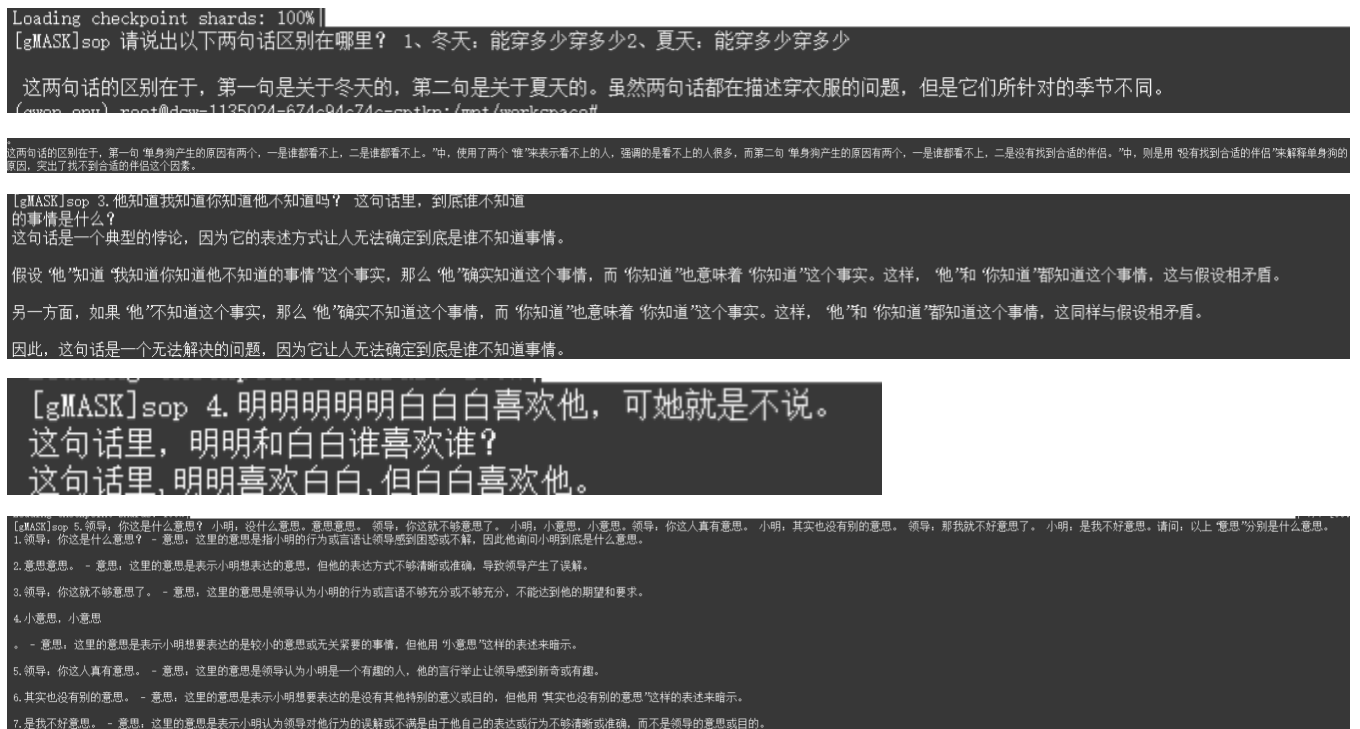 Loading checkpoint shards: 100%
[gMASK]sop 请说出以下两句话区别在哪里？ 1、冬天：能穿多少穿多少2、夏天：能穿多少穿多少
这两句话的区别在于，第一句是关于冬天的，第二句是关于夏天的。虽然两句话都在描述穿衣服的问题，但是它们所针对的季节不同。
这两句话的区别在于，第一句“单身狗产生的原因有两个，一是谁都看不上，二是谁都看不上。”中，使用了两个“谁”来表示看不上的人，强调的是看不上的人很多，而第二句“单身狗产生的原因有两个，一是谁都看不上，二是没有找到合适的伴侣。”中，则是用“没有找到合适的伴侣”来解释单身狗的
原因，突出了找不到合适的伴侣这个因素。
[gMASK]sop 3.他知道我知道你知道他不知道吗？ 这句话里，到底谁不知道
的事情是什么？
这句话是一个典型的悖论，因为它的表述方式让人无法确定到底是谁不知道事情。
假设“他”知道“我知道你知道他不知道的事情”这个事实，那么“他”确实知道这个事情，而“你知道”也意味着“你知道”这个事实。这样，“他”和“你知道”都知道这个事情，这与假设相矛盾。
另一方面，如果“他”不知道这个事实，那么“他”确实不知道这个事情，而“你知道”也意味着“你知道”这个事实。这样，“他”和“你知道”都知道这个事情，这同样与假设相矛盾。
因此，这句话是一个无法解决的问题，因为它让人无法确定到底是谁不知道事情。
[gMASK]sop 4.明明明明明白白白喜欢他，可她就是不说。
这句话里，明明和白白谁喜欢谁？
这句话里,明明喜欢白白,但白白喜欢他。
[gMASK]sop 5.领导：你这是什么意思？ 小明：没什么意思。意思意思。 领导：你这就不够意思了。 小明：小意思，小意思。领导：你这人真有意思。 小明：其实也没有别的意思。 领导：那我就不好意思了。 小明：是我不好意思。请问：以上“意思”分别是什么意思。
1.领导：你这是什么意思？ - 意思：这里的意思是指小明的行为或言语让领导感到困惑或不解，因此他询问小明到底是什么意思。
2.意思意思。 - 意思：这里的意思是表示小明想表达的意思，但他的表达方式不够清晰或准确，导致领导产生了误解。
3.领导：你这就不够意思了。 - 意思：这里的意思是领导认为小明的行为或言语不够充分或不够充分，不能达到他的期望和要求。
4.小意思，小意思
。 - 意思：这里的意思是表示小明想要表达的是较小的意思或无关紧要的事情，但他用“小意思”这样的表述来暗示。
5.领导：你这人真有意思。 - 意思：这里的意思是领导认为小明是一个有趣的人，他的言行举止让领导感到新奇或有趣。
6.其实也没有别的意思。 - 意思：这里的意思是表示小明想要表达的是没有其他特别的意义或目的，但他用“其实也没有别的意思”这样的表述来暗示。
7.是我不好意思。 - 意思：这里的意思是表示小明认为领导对他行为的误解或不满是由于他自己的表达或行为不够清晰或准确，而不是领导的意思或目的。